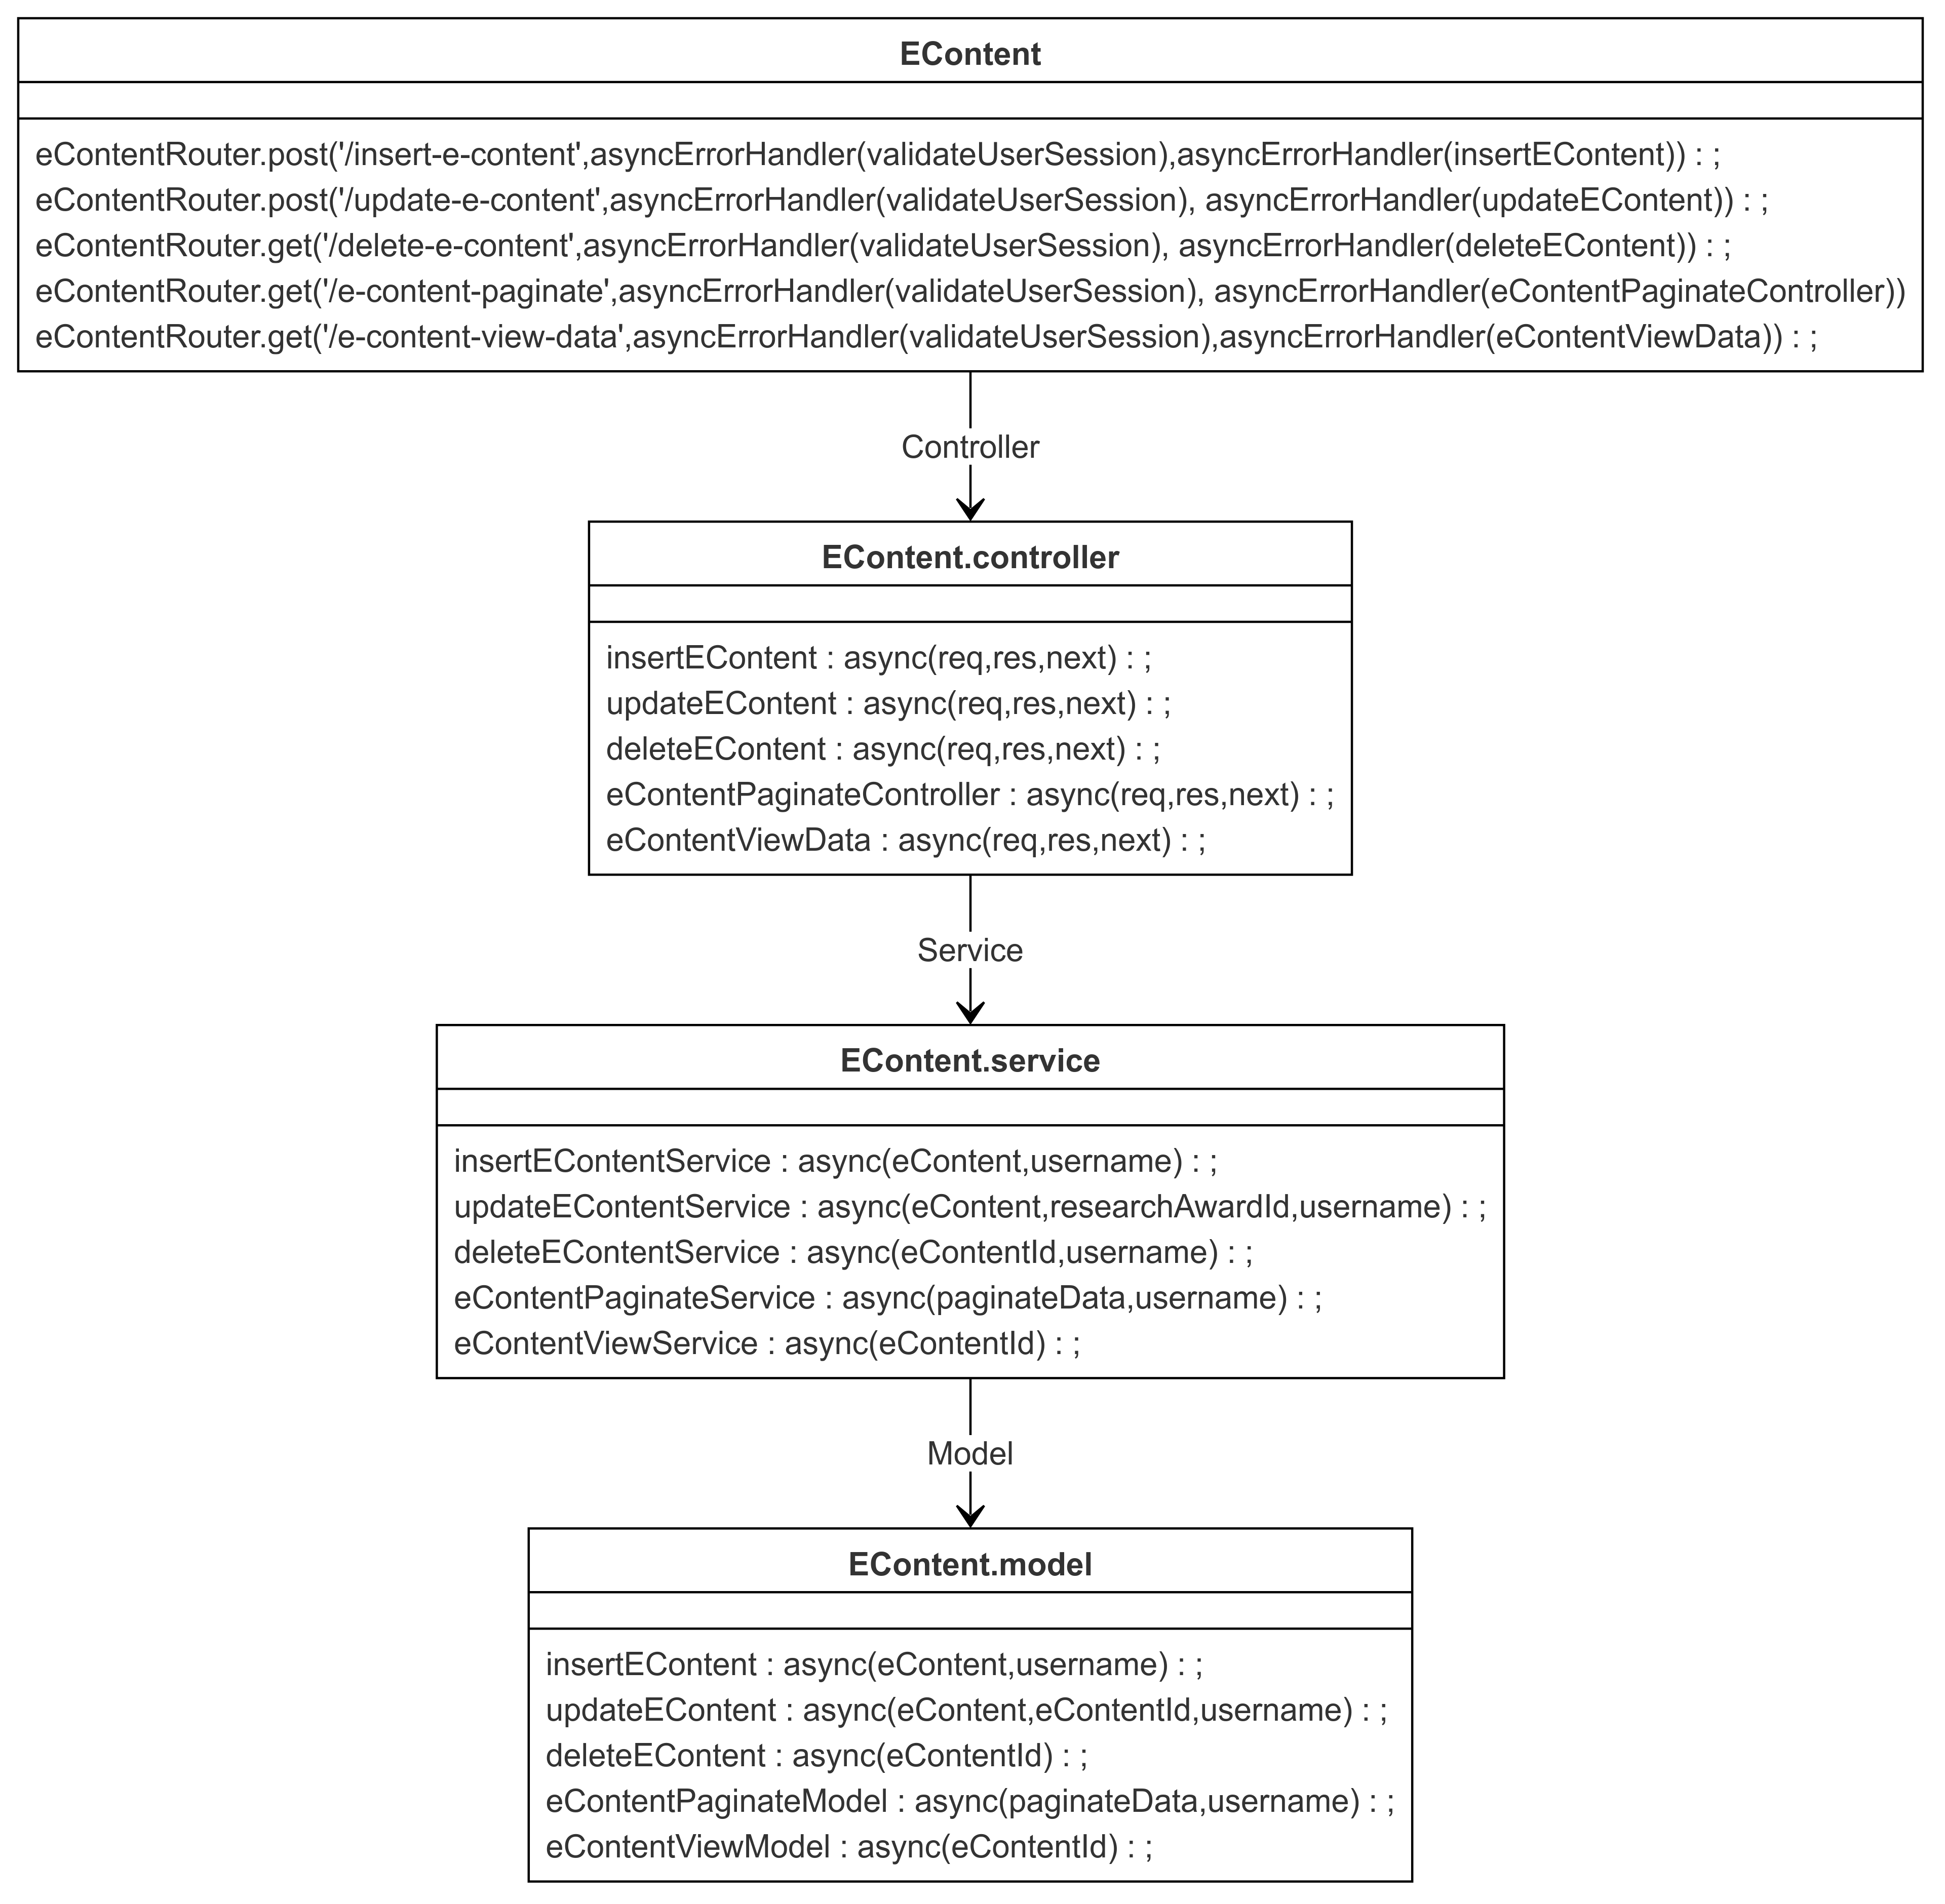 EContent
eContentRouter.post('/insert-e-content',asyncErrorHandler(validateUserSession),asyncErrorHandler(insertEContent)) : ;
eContentRouter.post('/update-e-content',asyncErrorHandler(validateUserSession), asyncErrorHandler(updateEContent)) : ;
eContentRouter.get('/delete-e-content',asyncErrorHandler(validateUserSession), asyncErrorHandler(deleteEContent)) : ;
eContentRouter.get('/e-content-paginate',asyncErrorHandler(validateUserSession), asyncErrorHandler(eContentPaginateController))
eContentRouter.get('/e-content-view-data',asyncErrorHandler(validateUserSession),asyncErrorHandler(eContentViewData)) : ;
Controller
EContent.controller
insertEContent : async(req,res,next) : ;
updateEContent : async(req,res,next) : ;
deleteEContent : async(req,res,next) : ;
eContentPaginateController : async(req,res,next) : ;
eContentViewData : async(req,res,next) : ;
Service
EContent.service
insertEContentService : async(eContent,username) : ;
updateEContentService : async(eContent,researchAwardId,username) : ;
deleteEContentService : async(eContentId,username) : ;
eContentPaginateService : async(paginateData,username) : ;
eContentViewService : async(eContentId) : ;
Model
EContent.model
insertEContent : async(eContent,username) : ;
updateEContent : async(eContent,eContentId,username) : ;
deleteEContent : async(eContentId) : ;
eContentPaginateModel : async(paginateData,username) : ;
eContentViewModel : async(eContentId) : ;